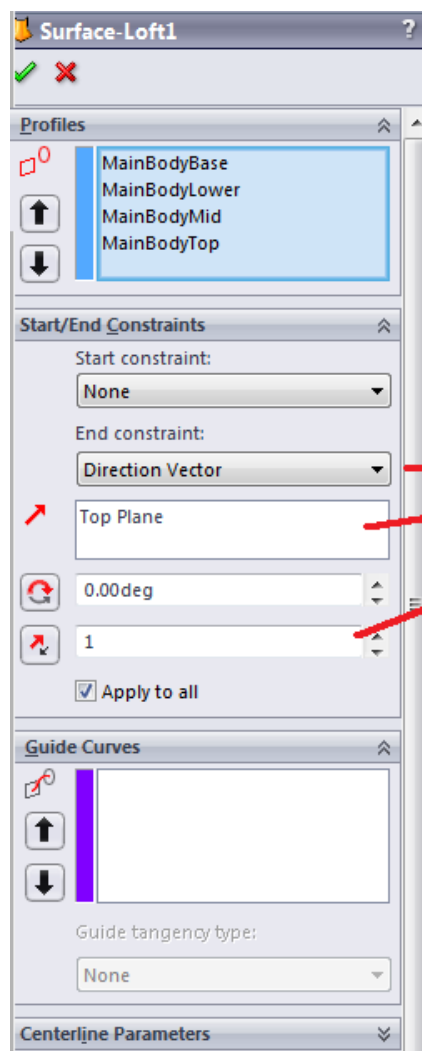 Surface-Loft1 ?
Profiles
MainBodyBase
MainBodyLower
MainBodyMid
MainBodyTop
Start/End Constraints
Start constraint:
None
End constraint:
Direction Vector
Top Plane
0.00deg
1
Apply to all
Guide Curves
Guide tangency type:
None
Centerline Parameters